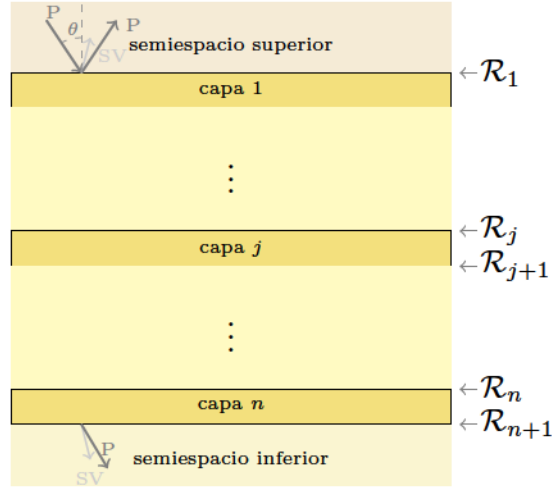 P
θ
P
SV
semiespacio superior
←ℛ₁
capa 1
⋮
←ℛⱼ
capa j
←ℛⱼ₊₁
⋮
←ℛₙ
capa n
←ℛₙ₊₁
P
semiespacio inferior
SV